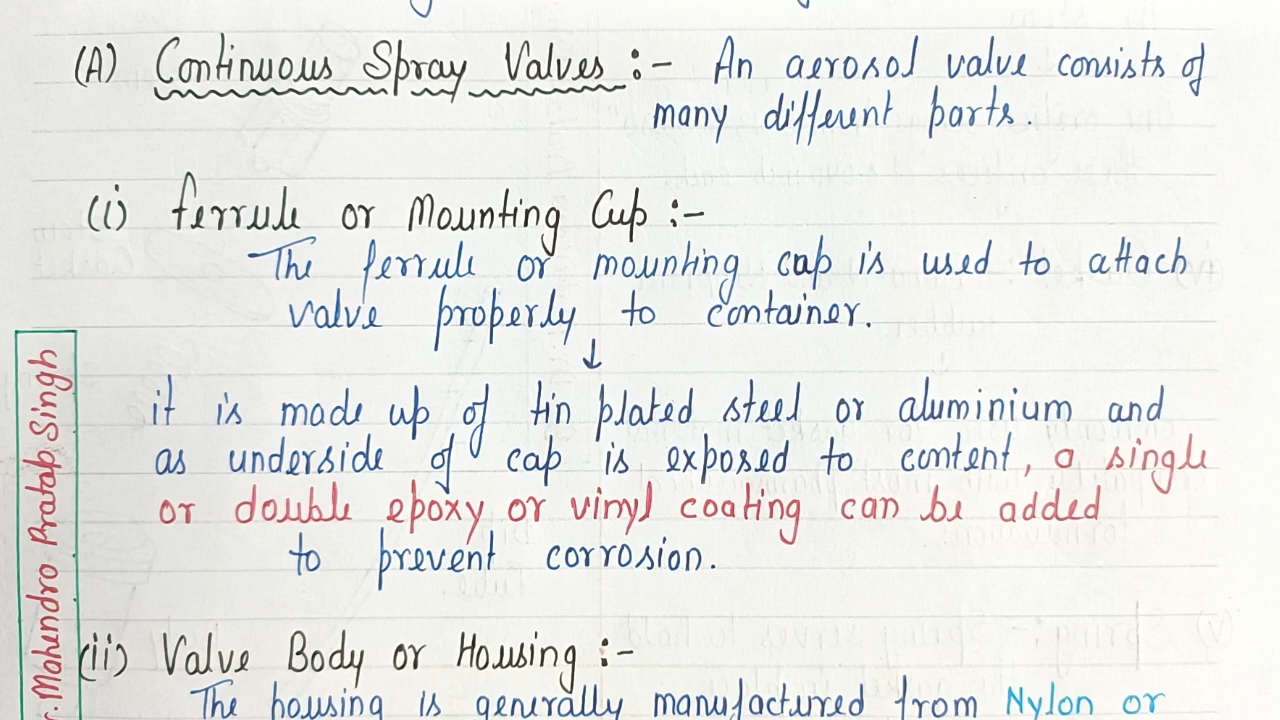 (A) Continuous Spray Valves :- An aerosol valve consists of
many different parts.
(i) ferrule or Mounting Cup :-
The ferrule or mounting cap is used to attach
valve properly to container.
↓
it is made up of tin plated steel or aluminium and
as underside of cap is exposed to content, a single
or double epoxy or vinyl coating can be added
to prevent corrosion.
(ii) Valve Body or Housing :-
The housing is generally manufactured from Nylon or
. Mahendra Pratap Singh